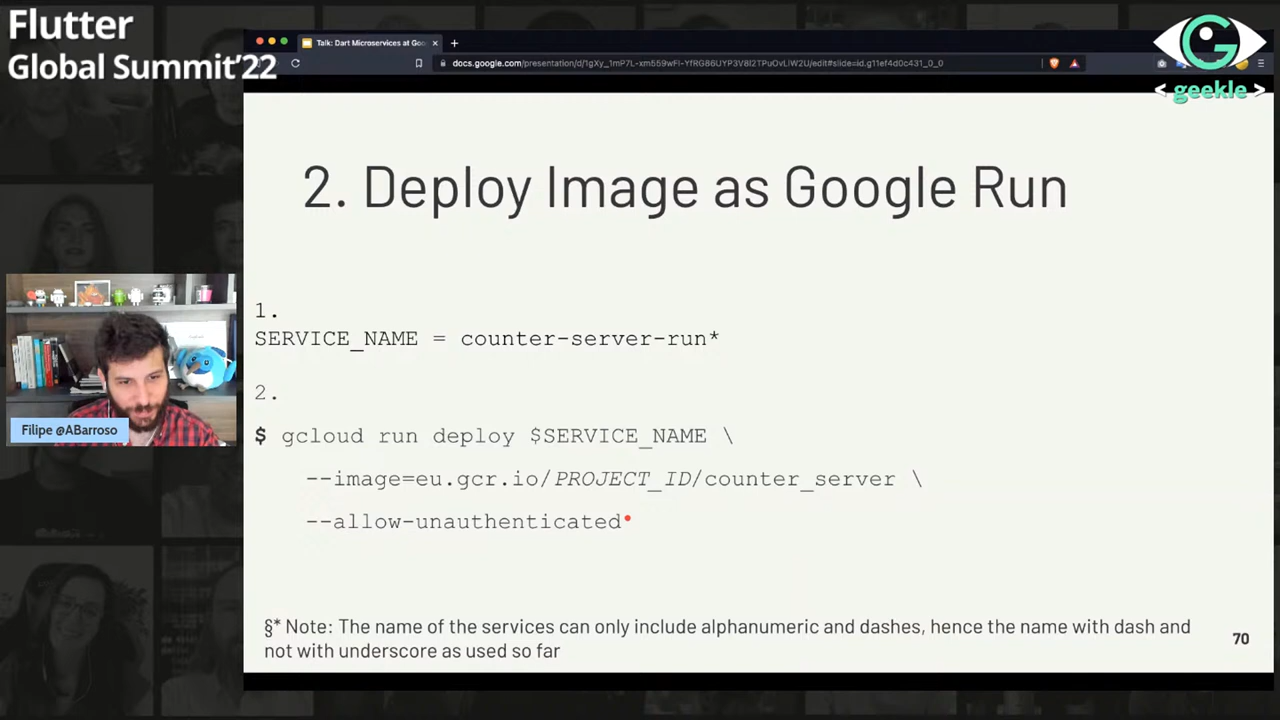 Flutter
Global Summit'22
Talk: Dart Microservices at Goo
docs.google.com/presentation/d/1gXy_1mP7L-xm559wFl-YfRG86UYP3V8I2TPuOvLlW2U/edit#slide=id.g11ef4d0c431_0_0
< geekle >
2. Deploy Image as Google Run
1.
SERVICE_NAME = counter-server-run*
2.
$ gcloud run deploy $SERVICE_NAME \
--image=eu.gcr.io/PROJECT_ID/counter_server \
--allow-unauthenticated
Filipe @ABarroso
§* Note: The name of the services can only include alphanumeric and dashes, hence the name with dash and
not with underscore as used so far
70